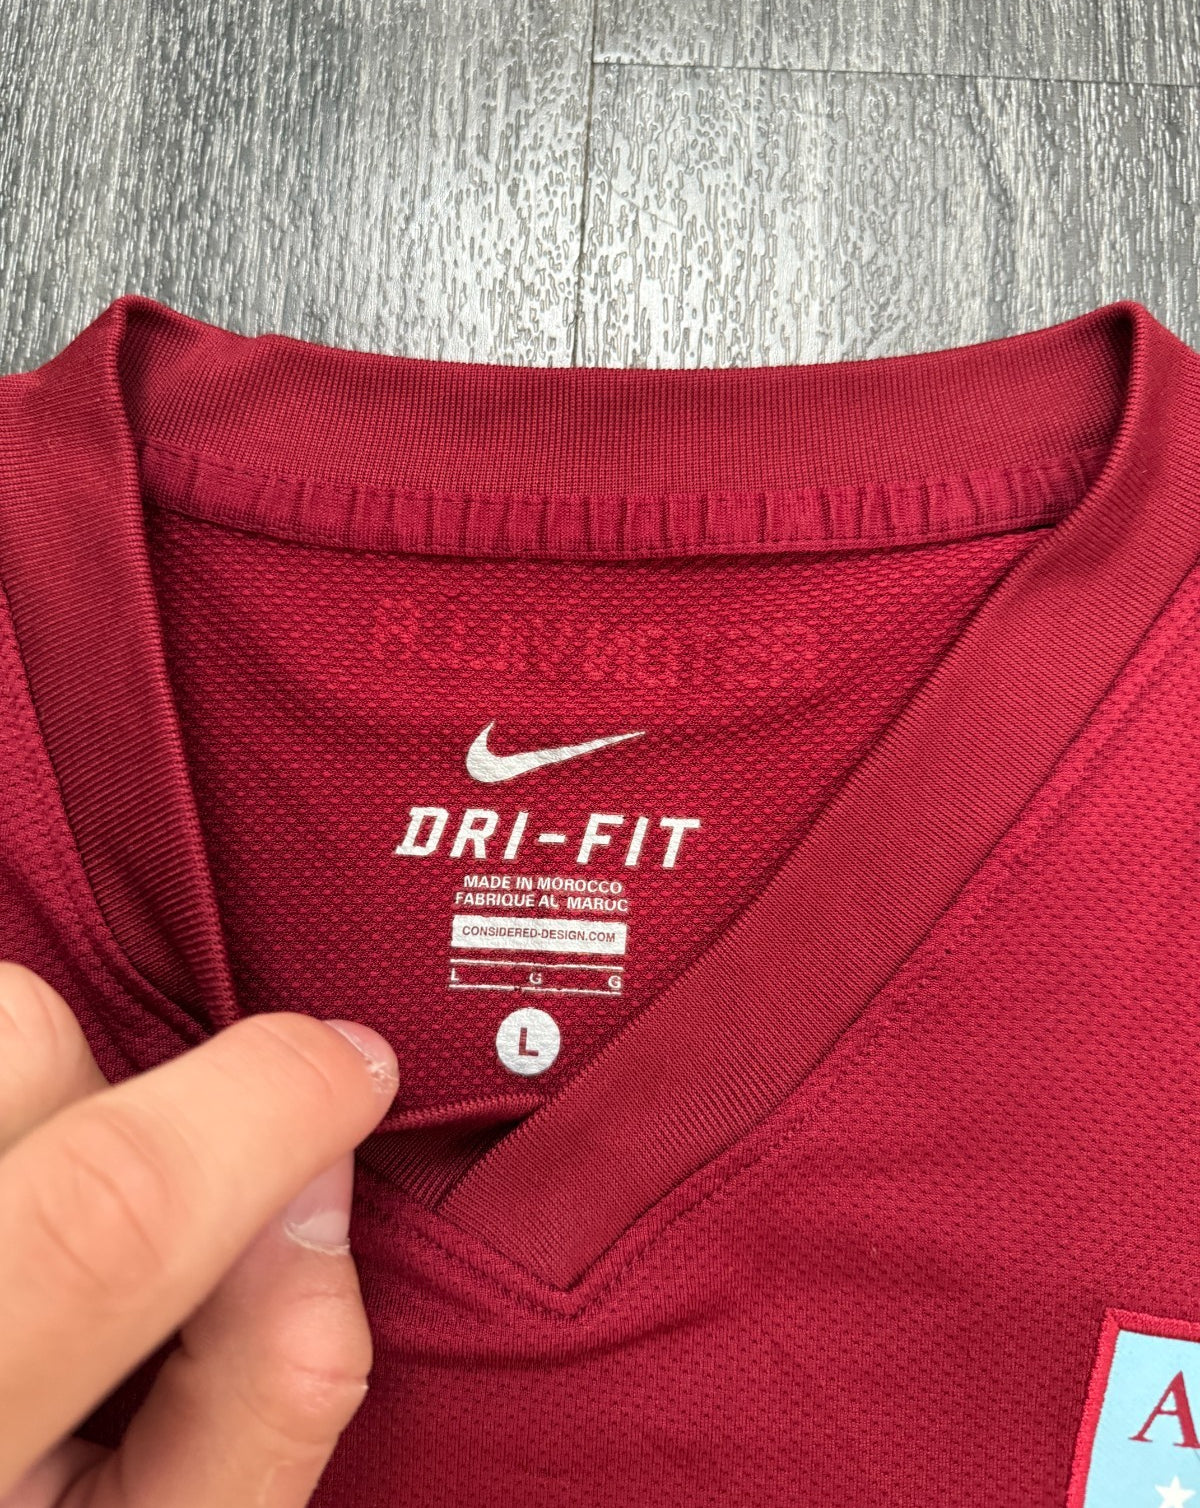 DRI-FIT
MADE IN MOROCCO
FABRIQUE AU MAROC
CONSIDERED-DESIGN.COM
L G G
L
A